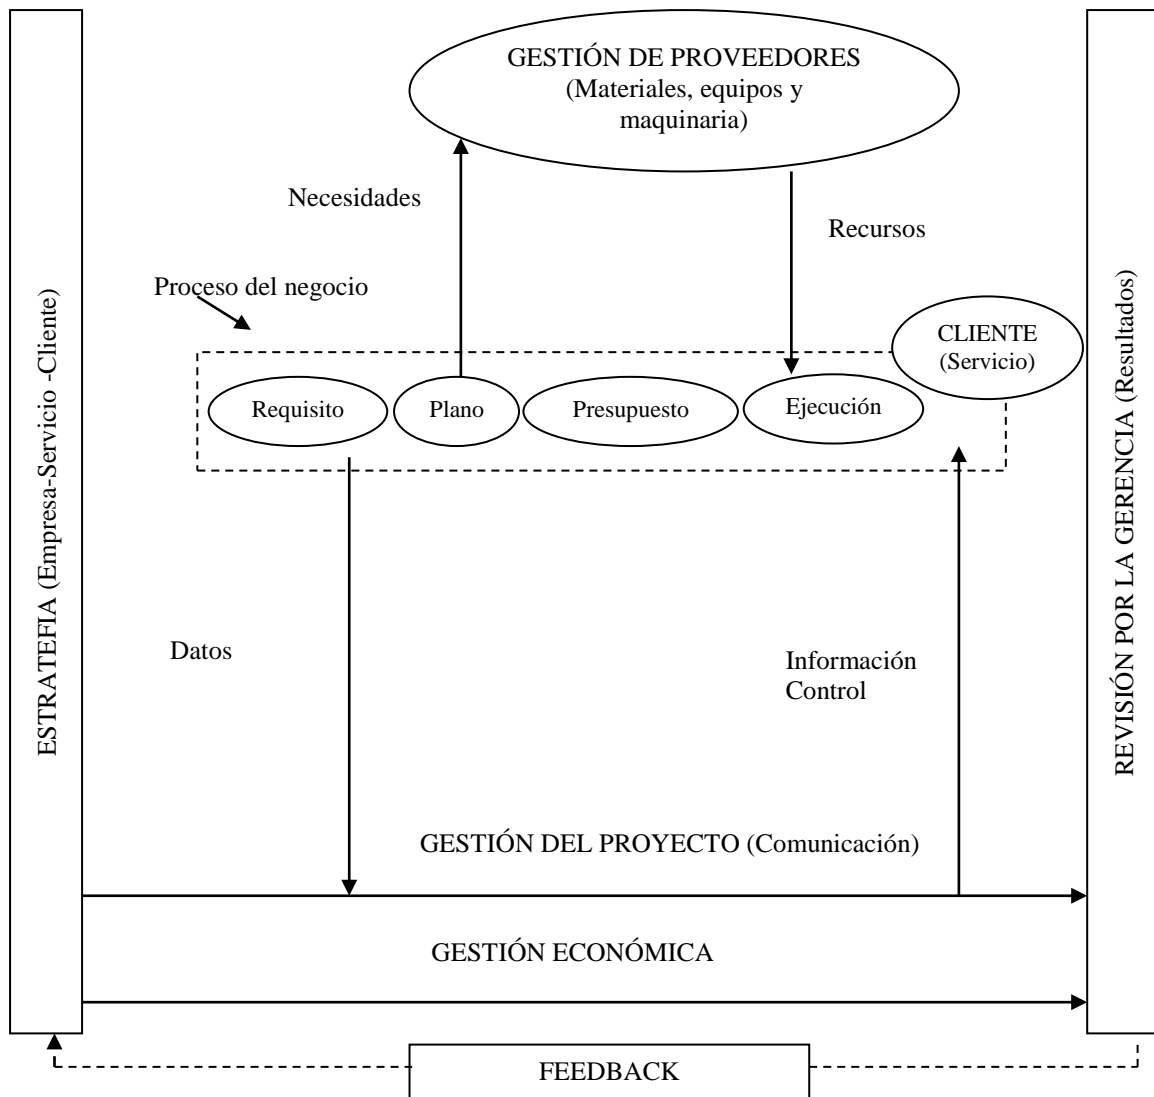 GESTIÓN DE PROVEEDORES
(Materiales, equipos y
maquinaria)
Necesidades
Recursos
Proceso del negocio
CLIENTE
(Servicio)
Requisito
Plano
Presupuesto
Ejecución
ESTRATEFIA (Empresa-Servicio -Cliente)
REVISIÓN POR LA GERENCIA (Resultados)
Datos
Información
Control
GESTIÓN DEL PROYECTO (Comunicación)
GESTIÓN ECONÓMICA
FEEDBACK